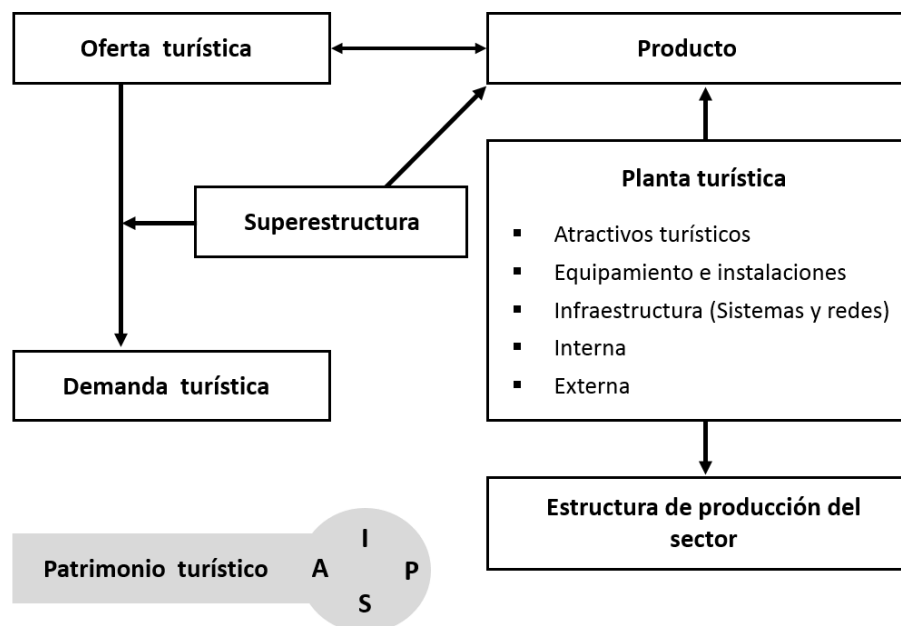 Oferta turística
Producto
Planta turística
Superestructura
▪ Atractivos turísticos
▪ Equipamiento e instalaciones
▪ Infraestructura (Sistemas y redes)
▪ Interna
▪ Externa
Demanda turística
Estructura de producción del
sector
Patrimonio turístico
I
A
P
S